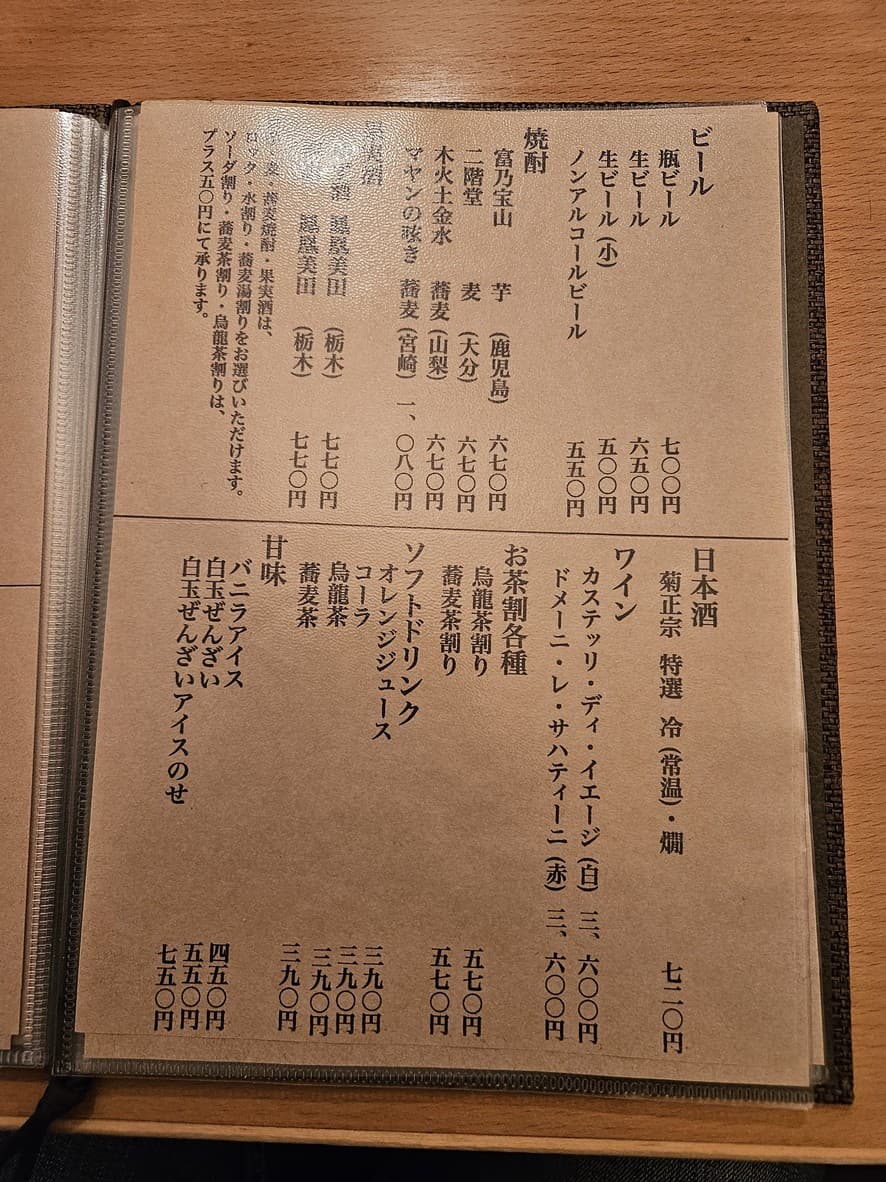 ビール
瓶ビール 七〇〇円
生ビール 六五〇円
生ビール(小) 五〇〇円
ノンアルコールビール 五五〇円
焼酎
富乃宝山 芋 (鹿児島) 六七〇円
二階堂 麦 (大分) 六七〇円
木火土金水 蕎麦 (山梨) 六七〇円
マヤンの呟き 蕎麦 (宮崎) 一、〇八〇円
果実酒
酒 鳳凰美田 (栃木) 七七〇円
鳳凰美田 (栃木) 七七〇円
麦・蕎麦焼酎・果実酒は、
ロック・水割り・蕎麦湯割りをお選びいただけます。
ソーダ割り・蕎麦茶割り・烏龍茶割りは、
プラス五〇円にて承ります。
日本酒
菊正宗 特選 冷(常温)・燗 七二〇円
ワイン
カステッリ・ディ・イエージ(白) 三、六〇〇円
ドメーニ・レ・サハティーニ(赤) 三、六〇〇円
お茶割各種
烏龍茶割り 五七〇円
蕎麦茶割り 五七〇円
ソフトドリンク
オレンジジュース 三九〇円
コーラ 三九〇円
烏龍茶 三九〇円
蕎麦茶 三九〇円
甘味
バニラアイス 四五〇円
白玉ぜんざい 五五〇円
白玉ぜんざいアイスのせ 七五〇円